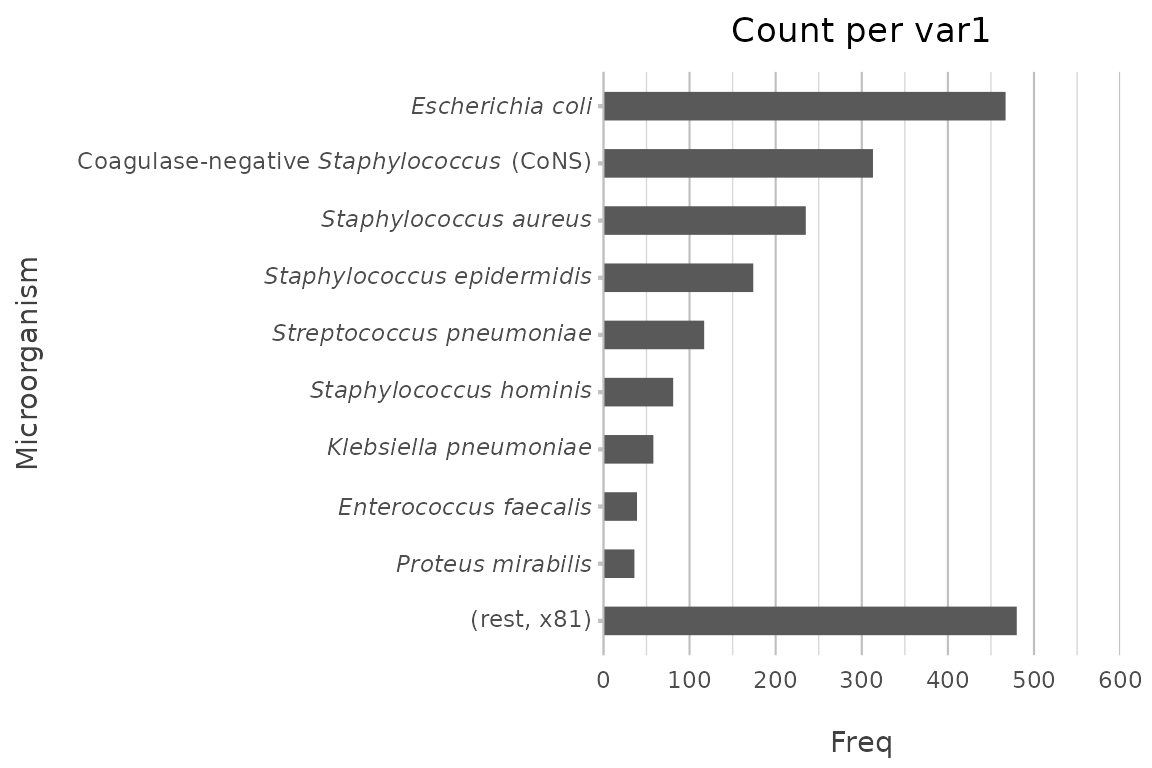 Count per var1
Microorganism
Escherichia coli
Coagulase-negative Staphylococcus (CoNS)
Staphylococcus aureus
Staphylococcus epidermidis
Streptococcus pneumoniae
Staphylococcus hominis
Klebsiella pneumoniae
Enterococcus faecalis
Proteus mirabilis
(rest, x81)
0 100 200 300 400 500 600
Freq